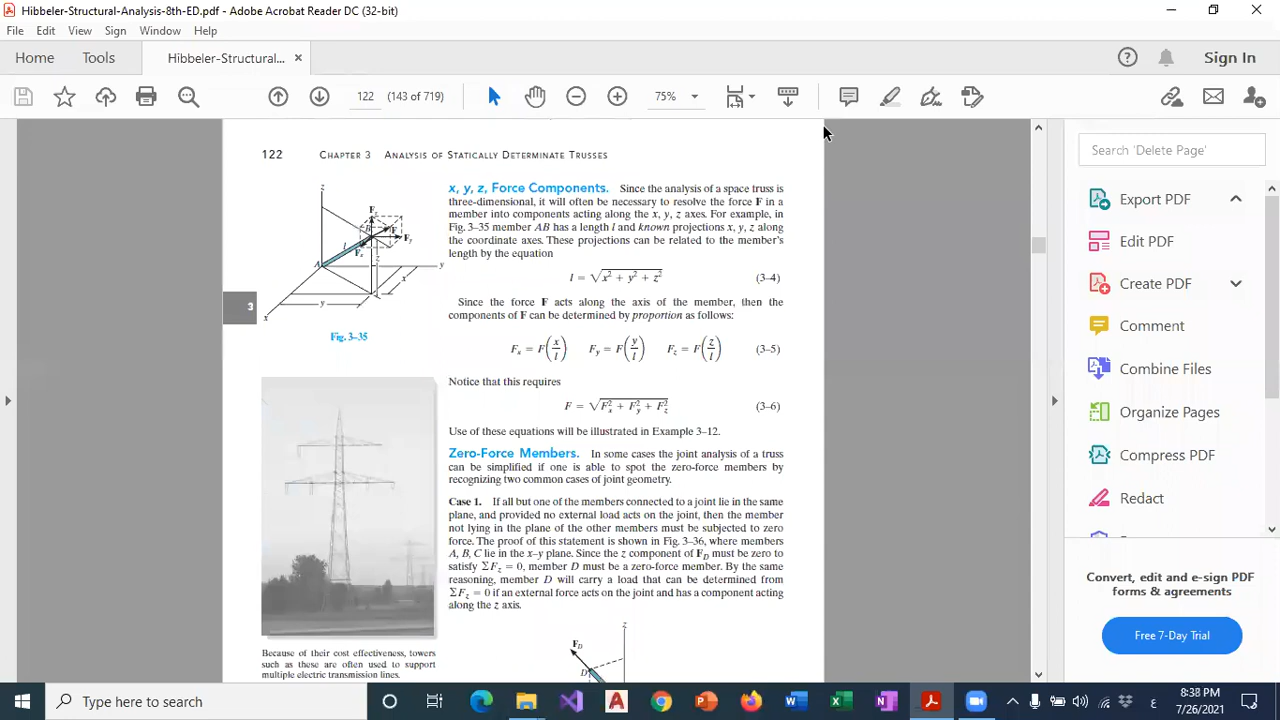 Hibbeler-Structural-Analysis-8th-ED.pdf - Adobe Acrobat Reader DC (32-bit)
File Edit View Sign Window Help
Home Tools Hibbeler-Structural... × Sign In
122 (143 of 719) 75%
Search 'Delete Page'
Export PDF
Edit PDF
Create PDF
Comment
Combine Files
Organize Pages
Compress PDF
Redact
Convert, edit and e-sign PDF
forms & agreements
Free 7-Day Trial
122 CHAPTER 3 ANALYSIS OF STATICALLY DETERMINATE TRUSSES
z
F
A
l
B
y
x
3
Fig. 3–35
x, y, z, Force Components. Since the analysis of a space truss is
three-dimensional, it will often be necessary to resolve the force F in a
member into components acting along the x, y, z axes. For example, in
Fig. 3–35 member AB has a length l and known projections x, y, z along
the coordinate axes. These projections can be related to the member's
length by the equation
l = √x² + y² + z² (3–4)
Since the force F acts along the axis of the member, then the
components of F can be determined by proportion as follows:
Fx = F(x/l) Fy = F(y/l) Fz = F(z/l) (3–5)
Notice that this requires
F = √Fx² + Fy² + Fz² (3–6)
Use of these equations will be illustrated in Example 3–12.
Zero-Force Members. In some cases the joint analysis of a truss
can be simplified if one is able to spot the zero-force members by
recognizing two common cases of joint geometry.
Case 1. If all but one of the members connected to a joint lie in the same
plane, and provided no external load acts on the joint, then the member
not lying in the plane of the other members must be subjected to zero
force. The proof of this statement is shown in Fig. 3–36, where members
A, B, C lie in the x–y plane. Since the z component of FD must be zero to
satisfy ΣFz = 0, member D must be a zero-force member. By the same
reasoning, member D will carry a load that can be determined from
ΣFz = 0 if an external force acts on the joint and has a component acting
along the z axis.
Because of their cost effectiveness, towers
such as these are often used to support
multiple electric transmission lines.
z
FD
D
Type here to search
ع
8:38 PM
7/26/2021